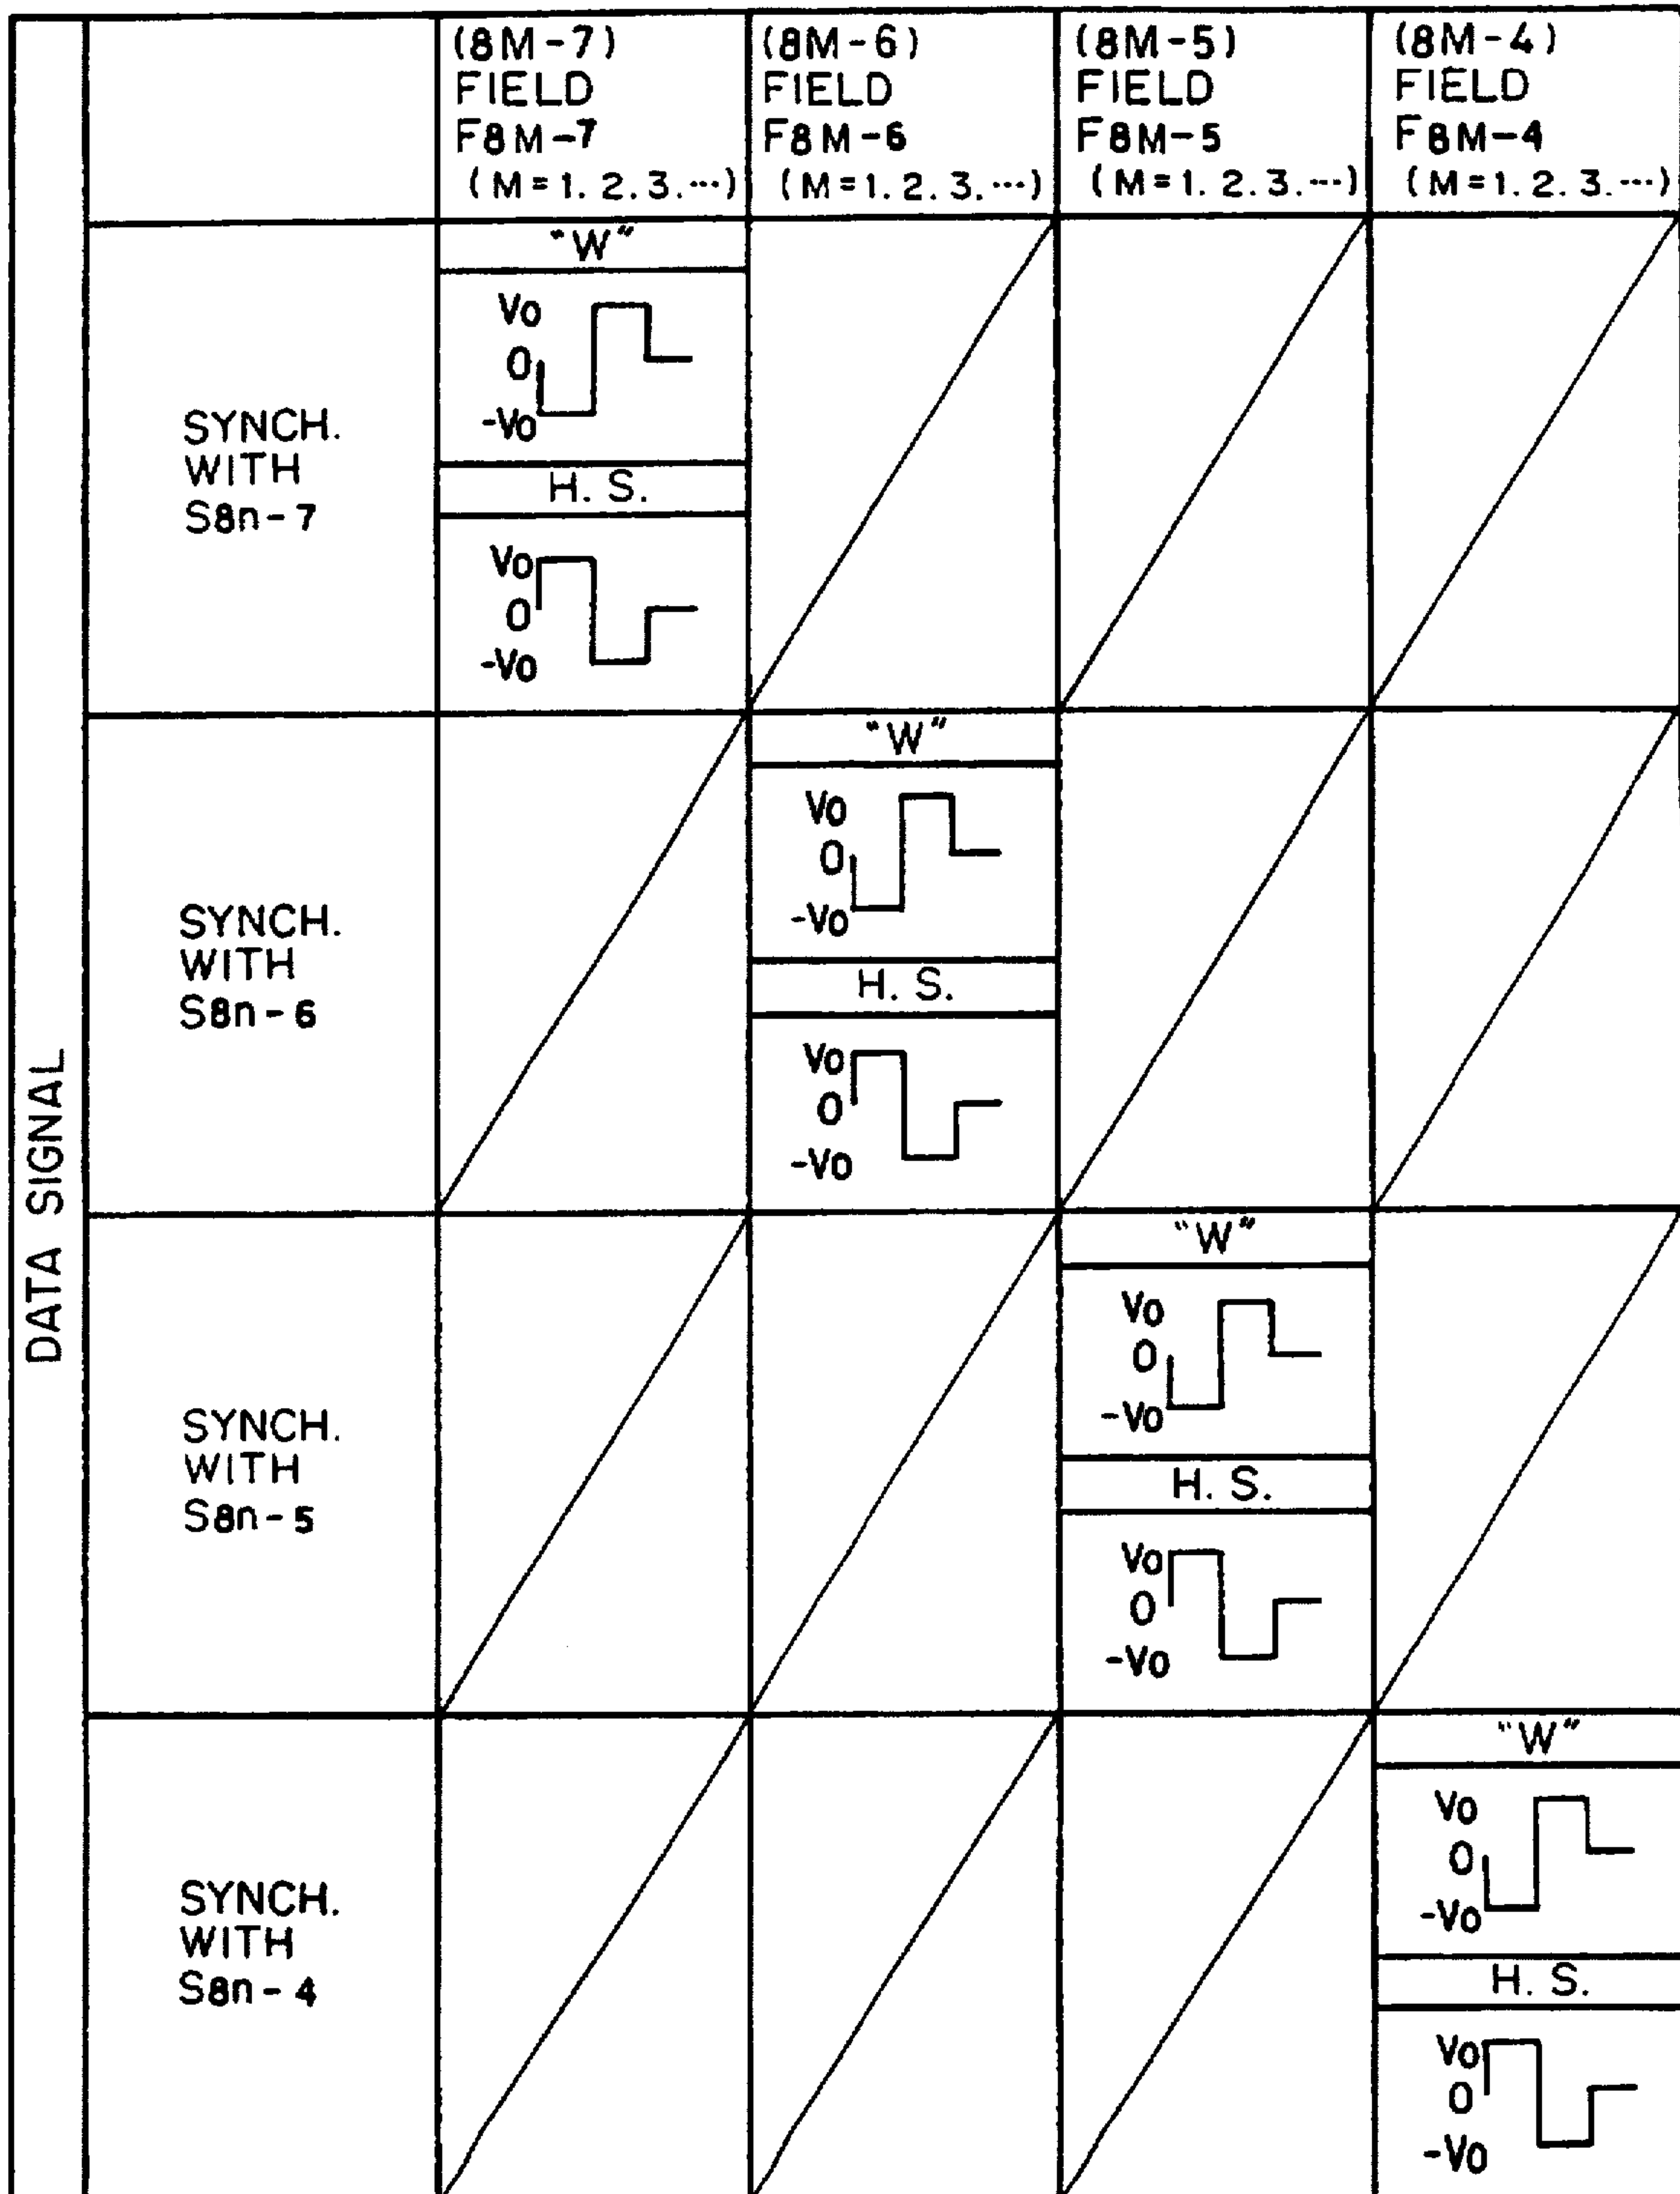 (8M-7)
FIELD
F8M-7
(M=1.2.3.…)
(8M-6)
FIELD
F8M-6
(M=1.2.3.…)
(8M-5)
FIELD
F8M-5
(M=1.2.3.…)
(8M-4)
FIELD
F8M-4
(M=1.2.3.…)
DATA SIGNAL
SYNCH.
WITH
S8n-7
"W"
Vo
0
-Vo
H. S.
Vo
0
-Vo
SYNCH.
WITH
S8n-6
"W"
Vo
0
-Vo
H. S.
Vo
0
-Vo
SYNCH.
WITH
S8n-5
"W"
Vo
0
-Vo
H. S.
Vo
0
-Vo
SYNCH.
WITH
S8n-4
"W"
Vo
0
-Vo
H. S.
Vo
0
-Vo